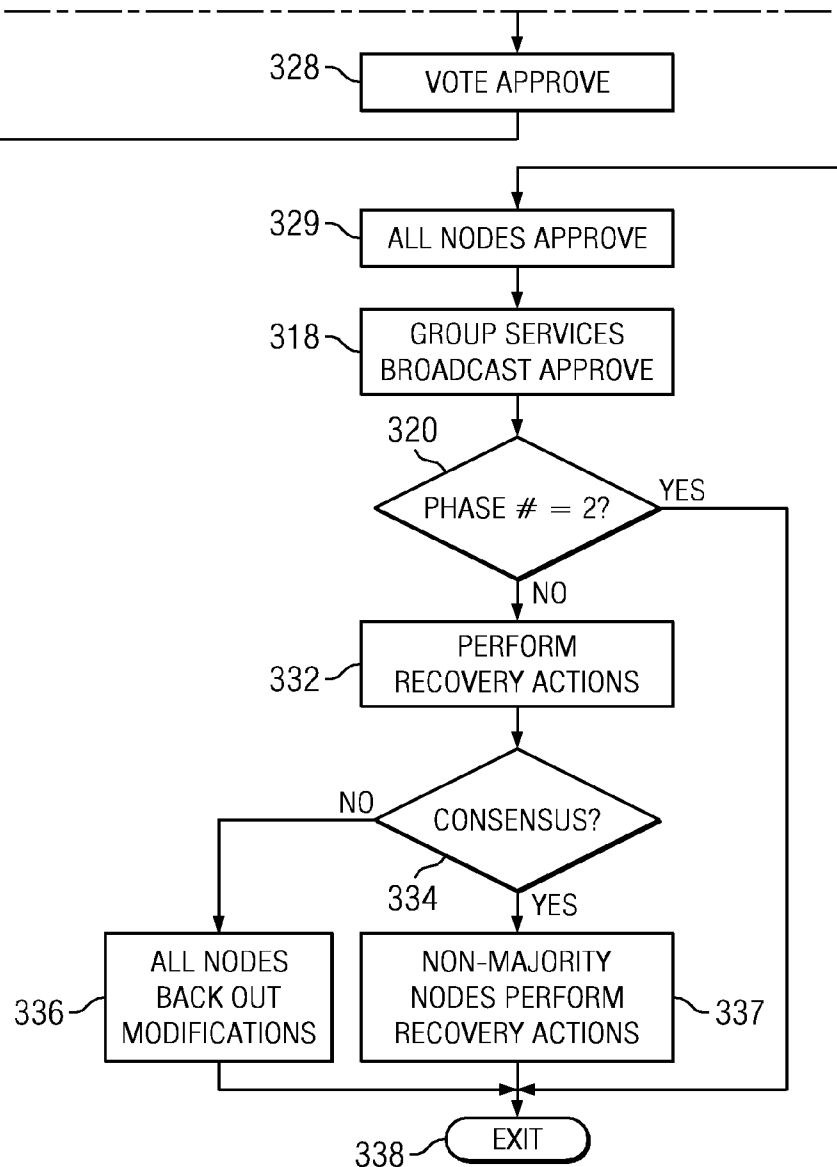 328
VOTE APPROVE
329
ALL NODES APPROVE
318
GROUP SERVICES
BROADCAST APPROVE
320
PHASE # = 2?
YES
NO
332
PERFORM
RECOVERY ACTIONS
NO
CONSENSUS?
334
YES
336
ALL NODES
BACK OUT
MODIFICATIONS
NON-MAJORITY
NODES PERFORM
RECOVERY ACTIONS
337
338
EXIT